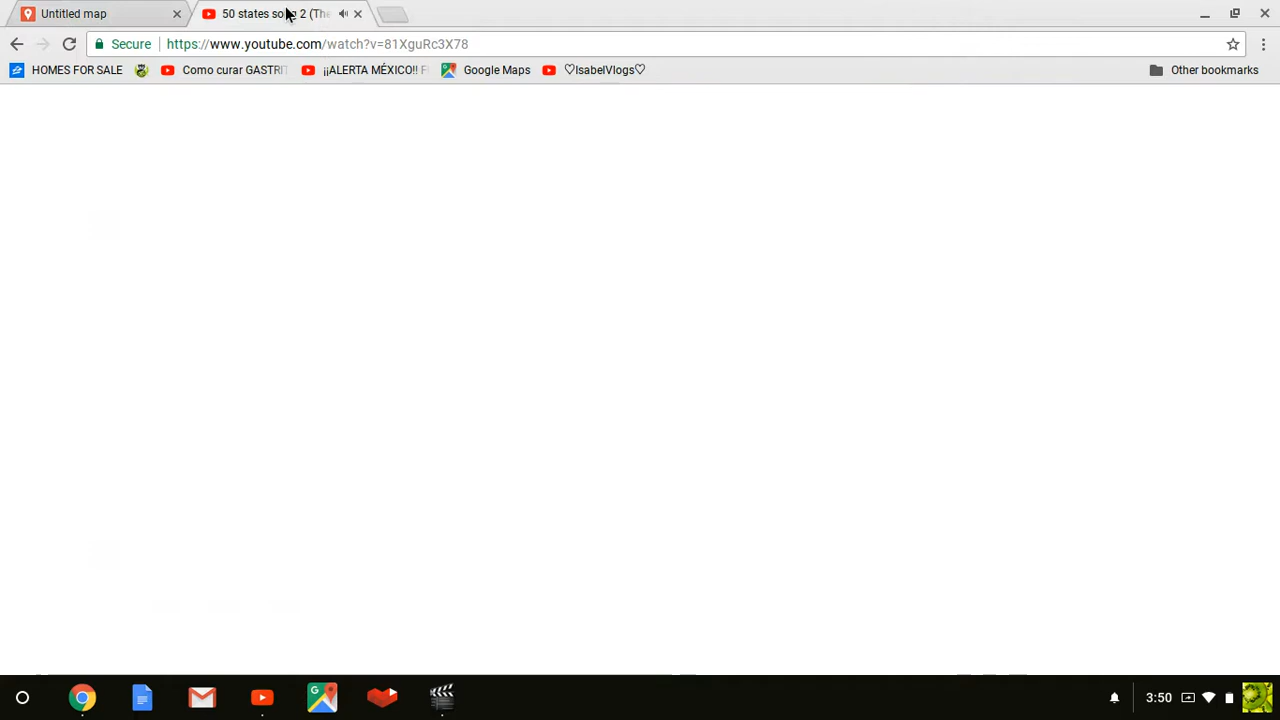 Untitled map
50 states so 2 (The
Secure https://www.youtube.com/watch?v=81XguRc3X78
HOMES FOR SALE Como curar GASTRIT ¡¡ALERTA MÉXICO!! F Google Maps ♡IsabelVlogs♡ Other bookmarks
3:50